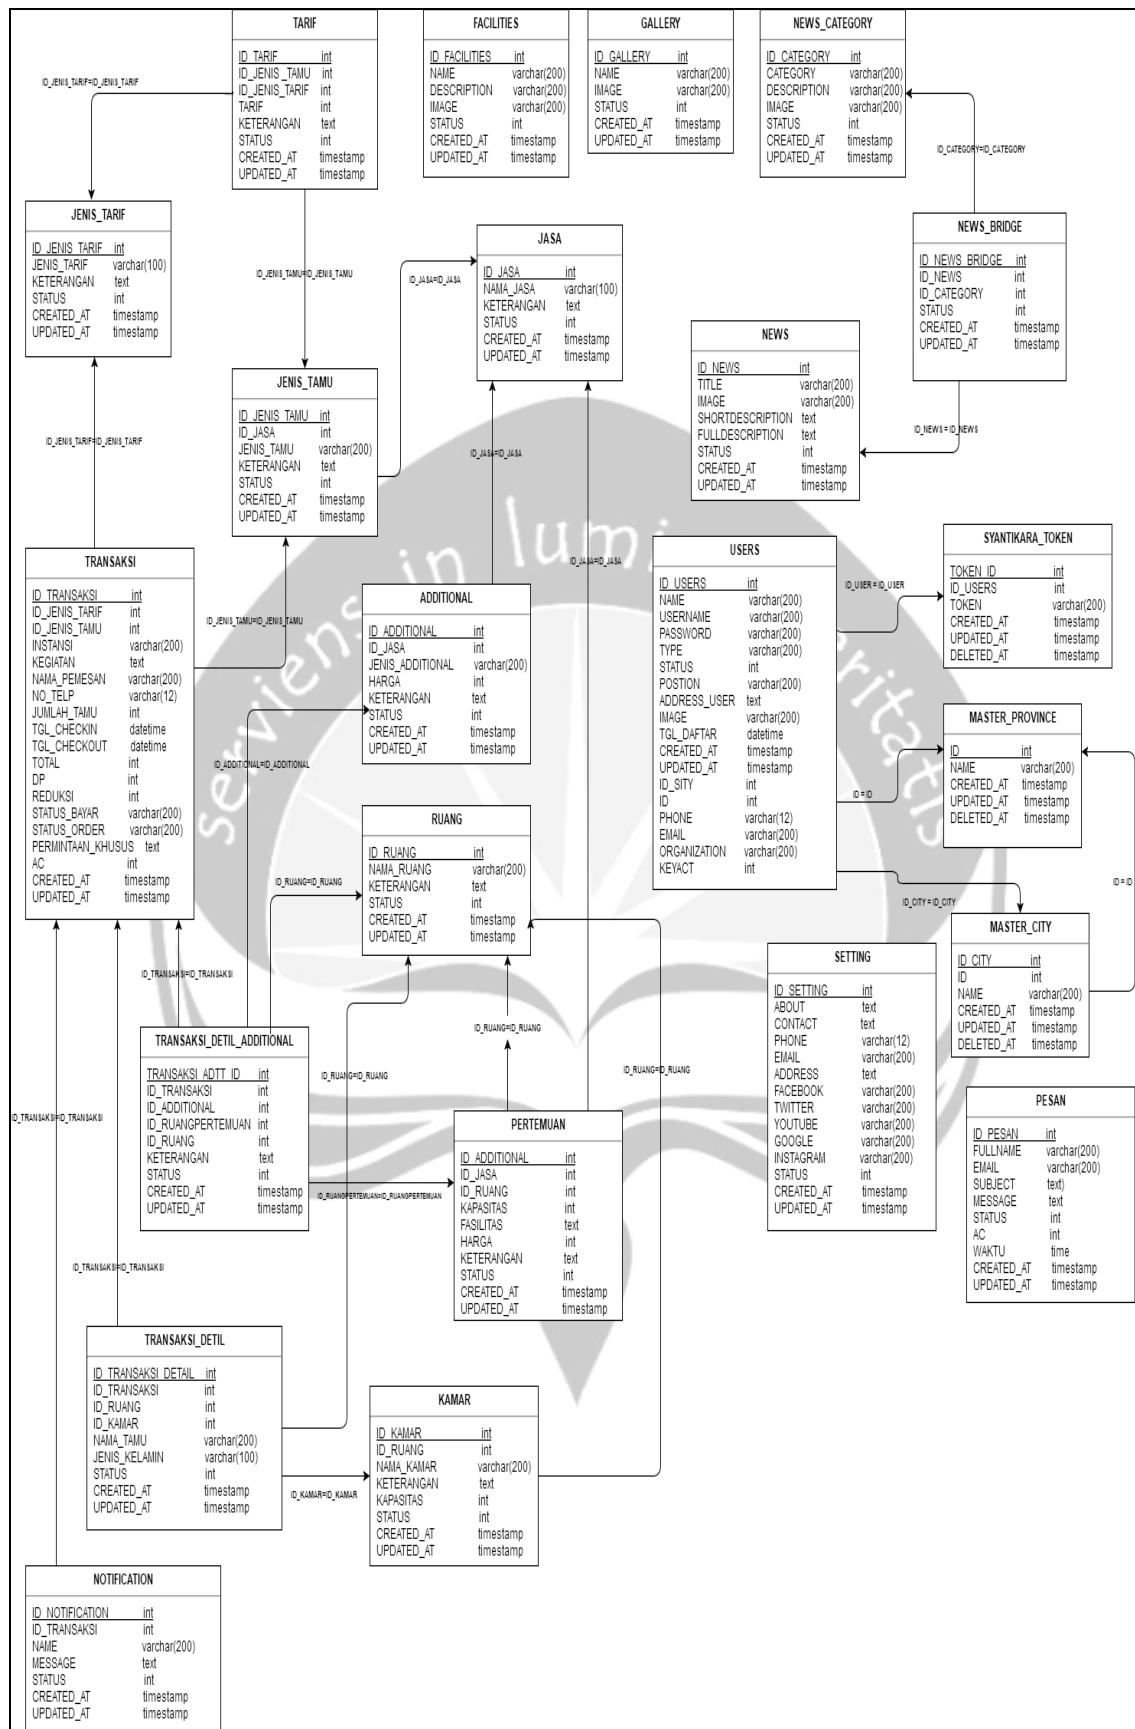 TARIF
ID_TARIF int
ID_JENIS_TAMU int
ID_JENIS_TARIF int
TARIF int
KETERANGAN text
STATUS int
CREATED_AT timestamp
UPDATED_AT timestamp
FACILITIES
ID_FACILITIES int
NAME varchar(200)
DESCRIPTION varchar(200)
IMAGE varchar(200)
STATUS int
CREATED_AT timestamp
UPDATED_AT timestamp
GALLERY
ID_GALLERY int
NAME varchar(200)
IMAGE varchar(200)
STATUS int
CREATED_AT timestamp
UPDATED_AT timestamp
NEWS_CATEGORY
ID_CATEGORY int
CATEGORY varchar(200)
DESCRIPTION varchar(200)
IMAGE varchar(200)
STATUS int
CREATED_AT timestamp
UPDATED_AT timestamp
ID_JENIS_TARIF=ID_JENIS_TARIF
ID_CATEGORY=ID_CATEGORY
JENIS_TARIF
ID_JENIS_TARIF int
JENIS_TARIF varchar(100)
KETERANGAN text
STATUS int
CREATED_AT timestamp
UPDATED_AT timestamp
ID_JENIS_TAMU=ID_JENIS_TAMU
ID_JASA=ID_JASA
JASA
ID_JASA int
NAMA_JASA varchar(100)
KETERANGAN text
STATUS int
CREATED_AT timestamp
UPDATED_AT timestamp
NEWS_BRIDGE
ID_NEWS_BRIDGE int
ID_NEWS int
ID_CATEGORY int
STATUS int
CREATED_AT timestamp
UPDATED_AT timestamp
NEWS
ID_NEWS int
TITLE varchar(200)
IMAGE varchar(200)
SHORTDESCRIPTION text
FULLDESCRIPTION text
STATUS int
CREATED_AT timestamp
UPDATED_AT timestamp
ID_NEWS = ID_NEWS
JENIS_TAMU
ID_JENIS_TAMU int
ID_JASA int
JENIS_TAMU varchar(200)
KETERANGAN text
STATUS int
CREATED_AT timestamp
UPDATED_AT timestamp
ID_JENIS_TARIF=ID_JENIS_TARIF
ID_JASA=ID_JASA
ID_JASA=ID_JASA
serviens in lumi eritatis
TRANSAKSI
ID_TRANSAKSI int
ID_JENIS_TARIF int
ID_JENIS_TAMU int
INSTANSI varchar(200)
KEGIATAN text
NAMA_PEMESAN varchar(200)
NO_TELP varchar(12)
JUMLAH_TAMU int
TGL_CHECKIN datetime
TGL_CHECKOUT datetime
TOTAL int
DP int
REDUKSI int
STATUS_BAYAR varchar(200)
STATUS_ORDER varchar(200)
PERMINTAAN_KHUSUS text
AC int
CREATED_AT timestamp
UPDATED_AT timestamp
ID_JENIS_TAMU=ID_JENIS_TAMU
ADDITIONAL
ID_ADDITIONAL int
ID_JASA int
JENIS_ADDITIONAL varchar(200)
HARGA int
KETERANGAN text
STATUS int
CREATED_AT timestamp
UPDATED_AT timestamp
ID_ADDITIONAL=ID_ADDITIONAL
USERS
ID_USERS int
NAME varchar(200)
USERNAME varchar(200)
PASSWORD varchar(200)
TYPE varchar(200)
STATUS int
POSTION varchar(200)
ADDRESS_USER text
IMAGE varchar(200)
TGL_DAFTAR datetime
CREATED_AT timestamp
UPDATED_AT timestamp
ID_SITY int
ID int
PHONE varchar(12)
EMAIL varchar(200)
ORGANIZATION varchar(200)
KEYACT int
ID_USER = ID_USER
SYANTIKARA_TOKEN
TOKEN_ID int
ID_USERS int
TOKEN varchar(200)
CREATED_AT timestamp
UPDATED_AT timestamp
DELETED_AT timestamp
MASTER_PROVINCE
ID int
NAME varchar(200)
CREATED_AT timestamp
UPDATED_AT timestamp
DELETED_AT timestamp
ID = ID
ID = ID
ID_CITY = ID_CITY
MASTER_CITY
ID_CITY int
ID int
NAME varchar(200)
CREATED_AT timestamp
UPDATED_AT timestamp
DELETED_AT timestamp
RUANG
ID_RUANG int
NAMA_RUANG varchar(200)
KETERANGAN text
STATUS int
CREATED_AT timestamp
UPDATED_AT timestamp
ID_RUANG=ID_RUANG
ID_TRANSAKSI=ID_TRANSAKSI
SETTING
ID_SETTING int
ABOUT text
CONTACT text
PHONE varchar(12)
EMAIL varchar(200)
ADDRESS text
FACEBOOK varchar(200)
TWITTER varchar(200)
YOUTUBE varchar(200)
GOOGLE varchar(200)
INSTAGRAM varchar(200)
STATUS int
CREATED_AT timestamp
UPDATED_AT timestamp
TRANSAKSI_DETIL_ADDITIONAL
TRANSAKSI_ADTT_ID int
ID_TRANSAKSI int
ID_ADDITIONAL int
ID_RUANGPERTEMUAN int
ID_RUANG int
KETERANGAN text
STATUS int
CREATED_AT timestamp
UPDATED_AT timestamp
ID_RUANG=ID_RUANG
ID_RUANG=ID_RUANG
ID_RUANG=ID_RUANG
ID_TRANSAKSI=ID_TRANSAKSI
ID_RUANGPERTEMUAN=ID_RUANGPERTEMUAN
PERTEMUAN
ID_ADDITIONAL int
ID_JASA int
ID_RUANG int
KAPASITAS int
FASILITAS text
HARGA int
KETERANGAN text
STATUS int
CREATED_AT timestamp
UPDATED_AT timestamp
PESAN
ID_PESAN int
FULLNAME varchar(200)
EMAIL varchar(200)
SUBJECT text)
MESSAGE text
STATUS int
AC int
WAKTU time
CREATED_AT timestamp
UPDATED_AT timestamp
ID_TRANSAKSI=ID_TRANSAKSI
TRANSAKSI_DETIL
ID_TRANSAKSI_DETAIL int
ID_TRANSAKSI int
ID_RUANG int
ID_KAMAR int
NAMA_TAMU varchar(200)
JENIS_KELAMIN varchar(100)
STATUS int
CREATED_AT timestamp
UPDATED_AT timestamp
ID_KAMAR=ID_KAMAR
KAMAR
ID_KAMAR int
ID_RUANG int
NAMA_KAMAR varchar(200)
KETERANGAN text
KAPASITAS int
STATUS int
CREATED_AT timestamp
UPDATED_AT timestamp
NOTIFICATION
ID_NOTIFICATION int
ID_TRANSAKSI int
NAME varchar(200)
MESSAGE text
STATUS int
CREATED_AT timestamp
UPDATED_AT timestamp